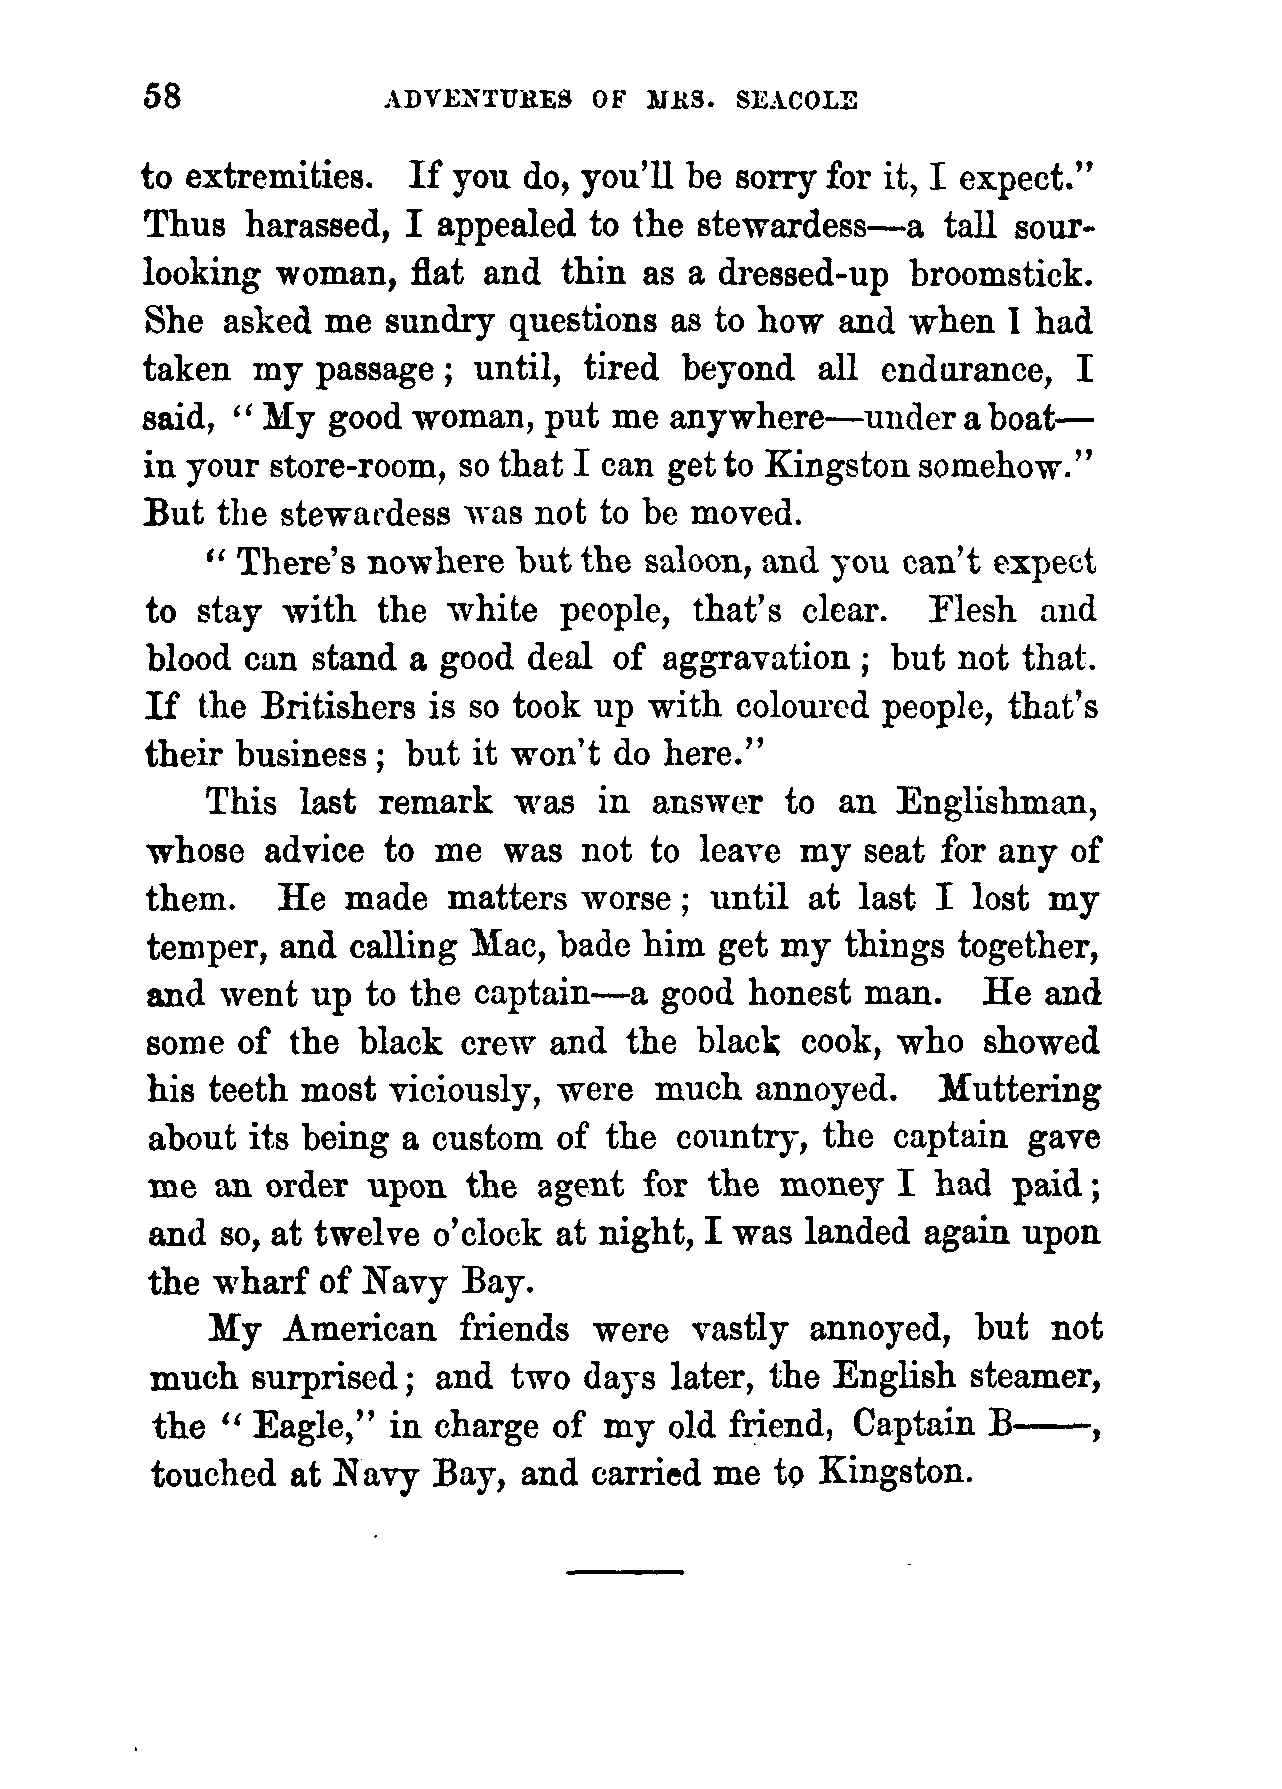 58 ADVENTURES OF MRS. SEACOLE
to extremities. If you do, you'll be sorry for it, I expect."
Thus harassed, I appealed to the stewardess—a tall sour-
looking woman, flat and thin as a dressed-up broomstick.
She asked me sundry questions as to how and when I had
taken my passage; until, tired beyond all endurance, I
said, "My good woman, put me anywhere—under a boat—
in your store-room, so that I can get to Kingston somehow."
But the stewardess was not to be moved.
"There's nowhere but the saloon, and you can't expect
to stay with the white people, that's clear. Flesh and
blood can stand a good deal of aggravation; but not that.
If the Britishers is so took up with coloured people, that's
their business; but it won't do here."
This last remark was in answer to an Englishman,
whose advice to me was not to leave my seat for any of
them. He made matters worse; until at last I lost my
temper, and calling Mac, bade him get my things together,
and went up to the captain—a good honest man. He and
some of the black crew and the black cook, who showed
his teeth most viciously, were much annoyed. Muttering
about its being a custom of the country, the captain gave
me an order upon the agent for the money I had paid;
and so, at twelve o'clock at night, I was landed again upon
the wharf of Navy Bay.
My American friends were vastly annoyed, but not
much surprised; and two days later, the English steamer,
the "Eagle," in charge of my old friend, Captain B——,
touched at Navy Bay, and carried me to Kingston.